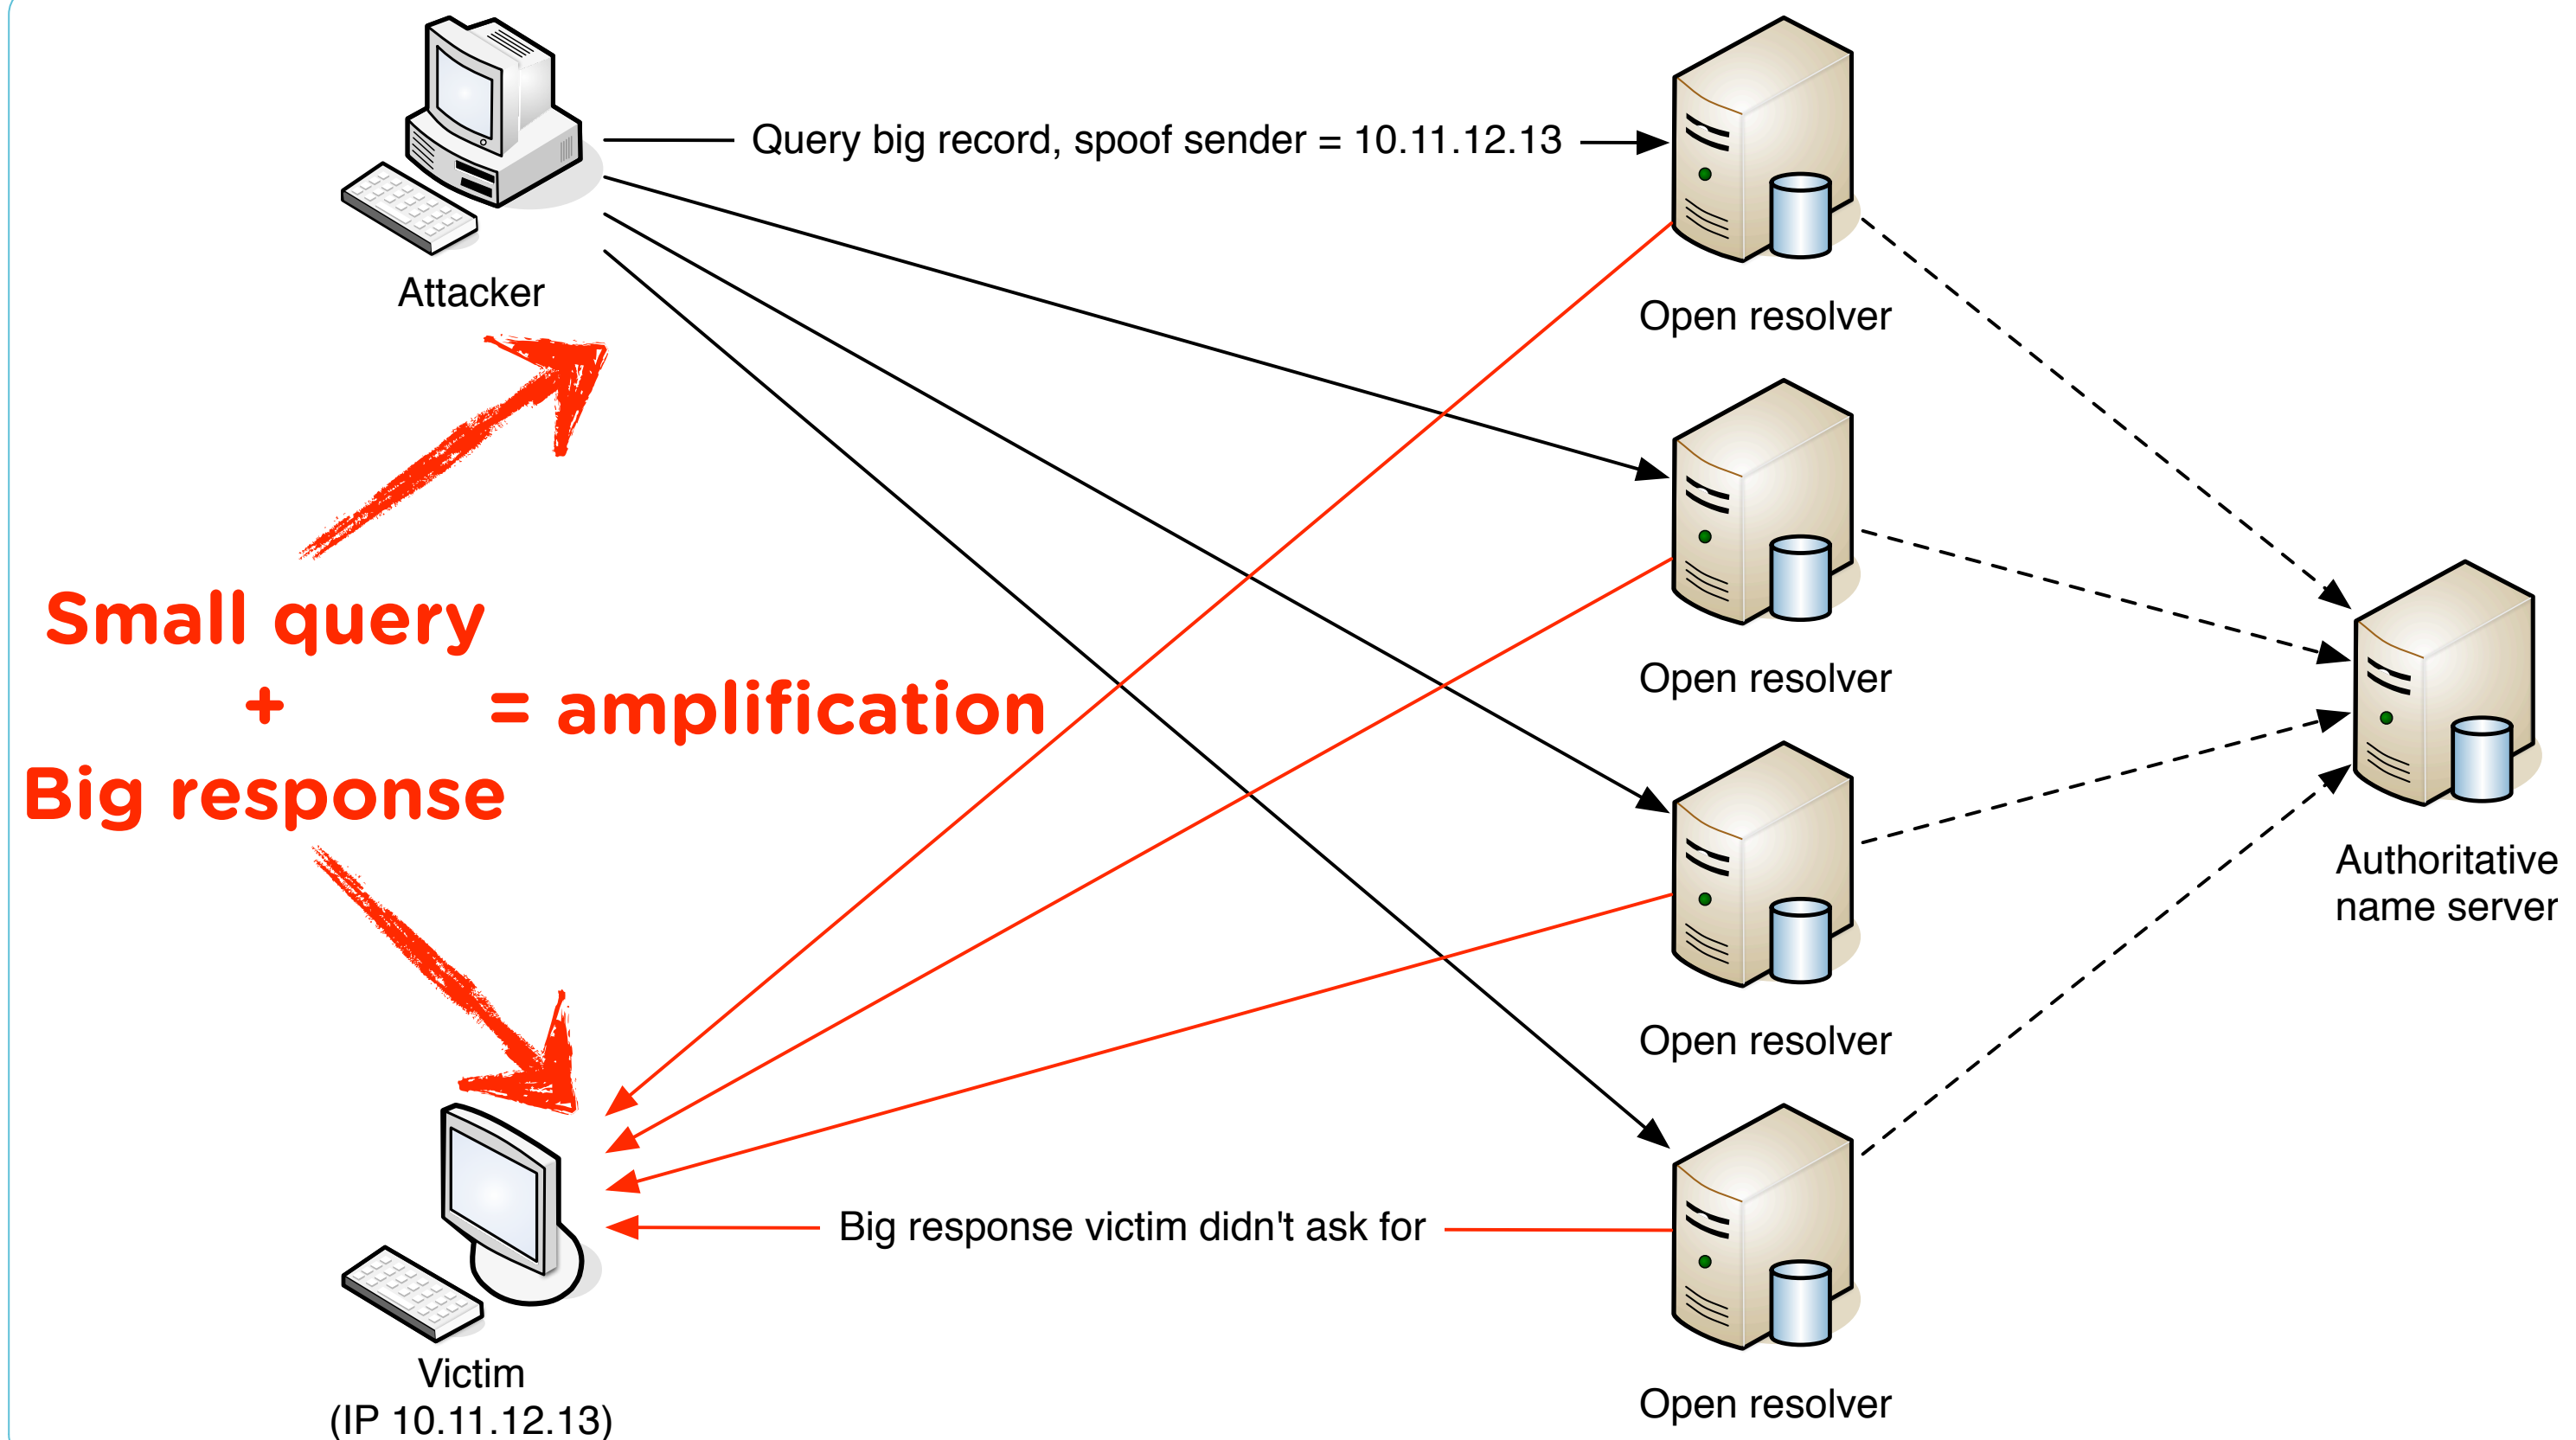 Query big record, spoof sender = 10.11.12.13
Attacker
Open resolver
Small query
+
= amplification
Big response
Open resolver
Authoritative
name server
Open resolver
Big response victim didn't ask for
Victim
(IP 10.11.12.13)
Open resolver